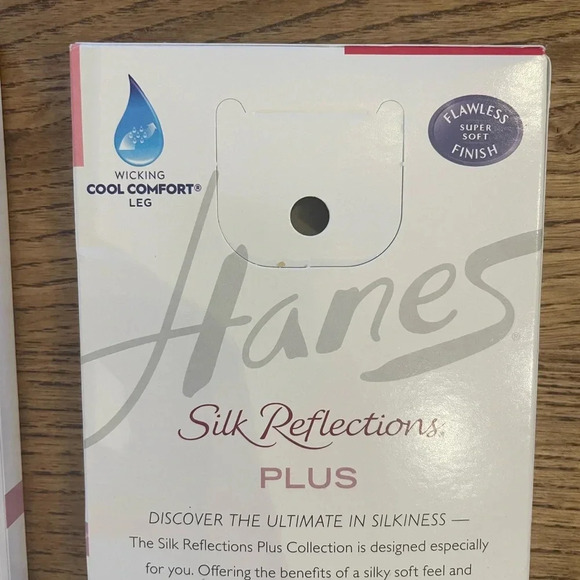 WICKING
COOL COMFORT®
LEG
FLAWLESS
SUPER
SOFT
FINISH
Hanes®
Silk Reflections®
PLUS
DISCOVER THE ULTIMATE IN SILKINESS —
The Silk Reflections Plus Collection is designed especially
for you. Offering the benefits of a silky soft feel and